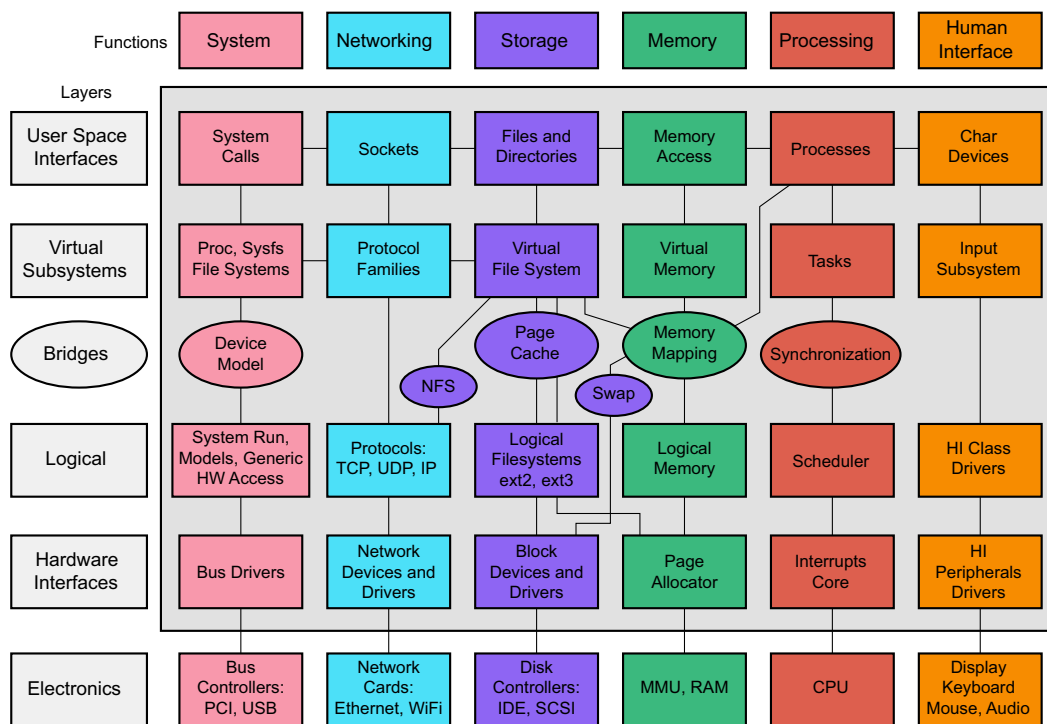 Functions
System
Networking
Storage
Memory
Processing
Human
Interface
Layers
User Space
Interfaces
System
Calls
Sockets
Files and
Directories
Memory
Access
Processes
Char
Devices
Virtual
Subsystems
Proc, Sysfs
File Systems
Protocol
Families
Virtual
File System
Virtual
Memory
Tasks
Input
Subsystem
Bridges
Device
Model
NFS
Page
Cache
Swap
Memory
Mapping
Synchronization
Logical
System Run,
Models, Generic
HW Access
Protocols:
TCP, UDP, IP
Logical
Filesystems
ext2, ext3
Logical
Memory
Scheduler
HI Class
Drivers
Hardware
Interfaces
Bus Drivers
Network
Devices and
Drivers
Block
Devices and
Drivers
Page
Allocator
Interrupts
Core
HI
Peripherals
Drivers
Electronics
Bus
Controllers:
PCI, USB
Network
Cards:
Ethernet, WiFi
Disk
Controllers:
IDE, SCSI
MMU, RAM
CPU
Display
Keyboard
Mouse, Audio